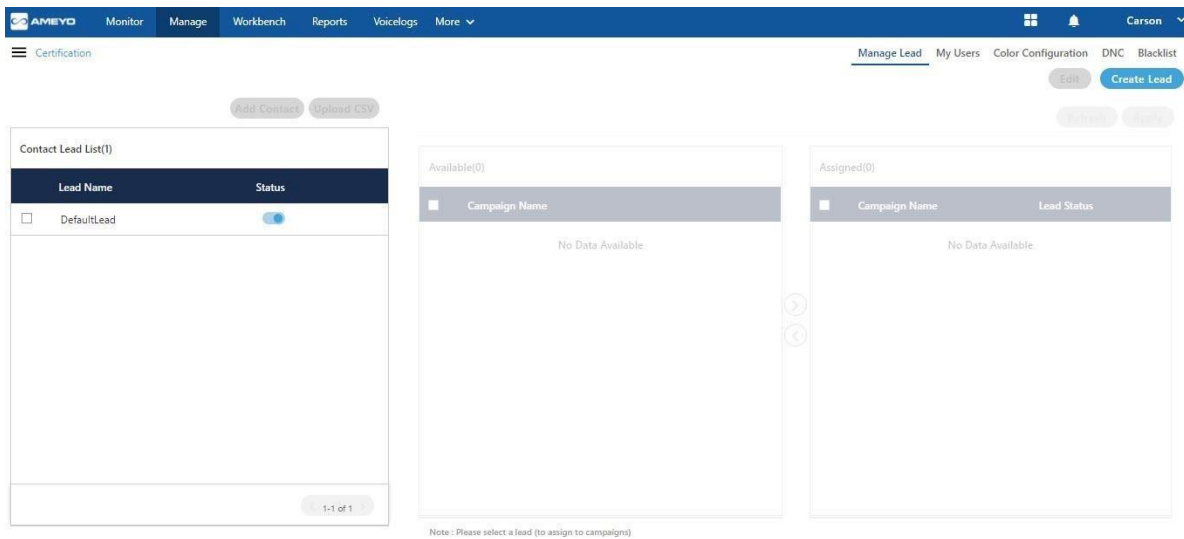 AMEYO Monitor Manage Workbench Reports Voicelogs More Carson
Certification Manage Lead My Users Color Configuration DNC Blacklist
Edit Create Lead
Add Contact Upload CSV Refresh Apply
Contact Lead List(1)
Lead Name Status
DefaultLead
1-1 of 1
Available(0)
Campaign Name
No Data Available
Assigned(0)
Campaign Name Lead Status
No Data Available
Note : Please select a lead (to assign to campaigns)